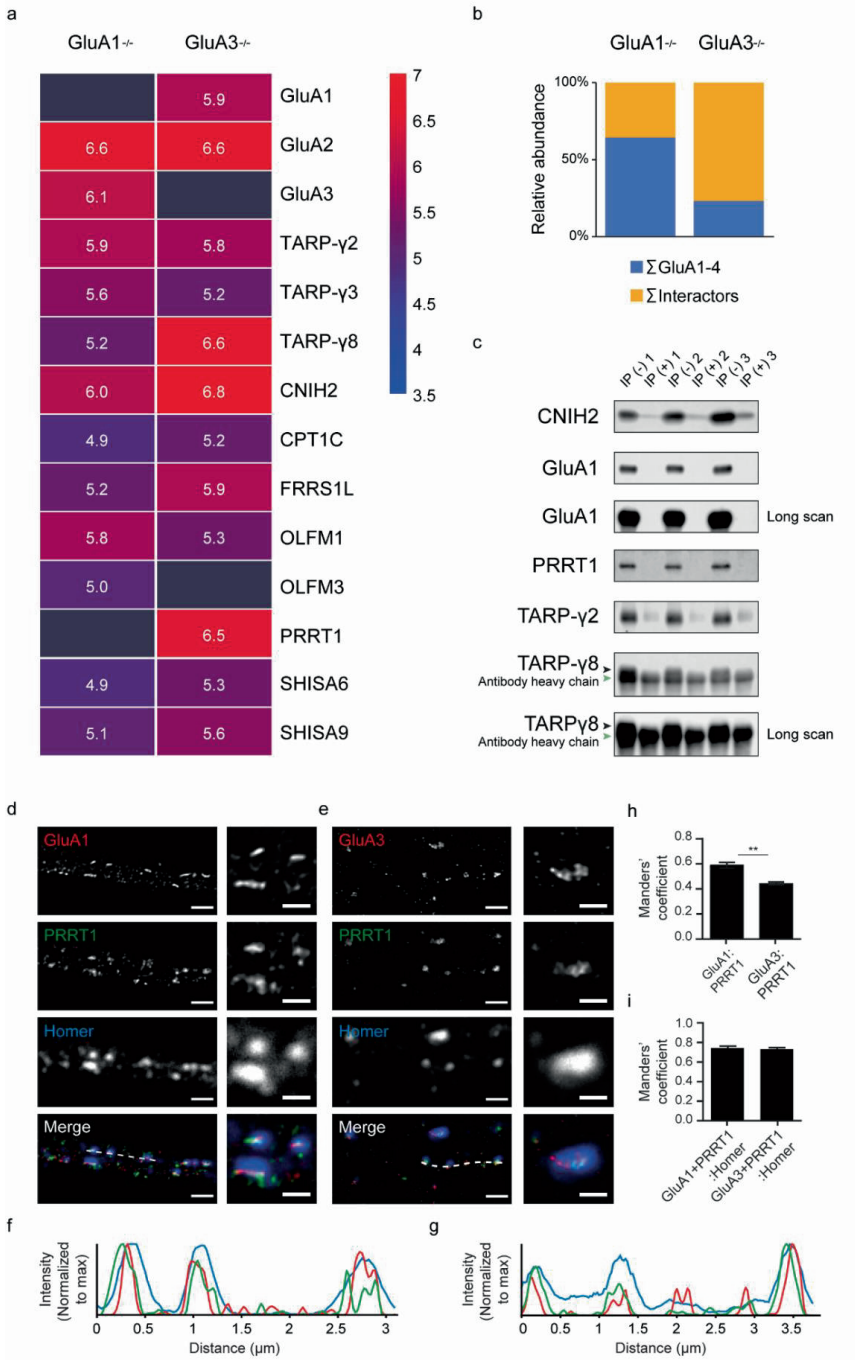 a
GluA1-/- GluA3-/-
5.9 GluA1
6.6 6.6 GluA2
6.1 GluA3
5.9 5.8 TARP-γ2
5.6 5.2 TARP-γ3
5.2 6.6 TARP-γ8
6.0 6.8 CNIH2
4.9 5.2 CPT1C
5.2 5.9 FRRS1L
5.8 5.3 OLFM1
5.0 OLFM3
6.5 PRRT1
4.9 5.3 SHISA6
5.1 5.6 SHISA9
7
6.5
6
5.5
5
4.5
4
3.5
b
GluA1-/- GluA3-/-
100%
50%
0%
Relative abundance
ΣGluA1-4
ΣInteractors
c
IP (-) 1 IP (+) 1 IP (-) 2 IP (+) 2 IP (-) 3 IP (+) 3
CNIH2
GluA1
GluA1 Long scan
PRRT1
TARP-γ2
TARP-γ8
Antibody heavy chain
TARPγ8
Antibody heavy chain Long scan
d
GluA1
PRRT1
Homer
Merge
e
GluA3
PRRT1
Homer
Merge
h
Manders'
coefficient
0.8
0.6
0.4
0.2
0.0
**
GluA1:
PRRT1
GluA3:
PRRT1
i
Manders'
coefficient
1.0
0.8
0.6
0.4
0.2
0.0
GluA1+PRRT1
:Homer
GluA3+PRRT1
:Homer
f
Intensity
(Normalized
to max)
0 0.5 1 1.5 2 2.5 3
Distance (μm)
g
Intensity
(Normalized
to max)
0 0.5 1 1.5 2 2.5 3 3.5
Distance (μm)